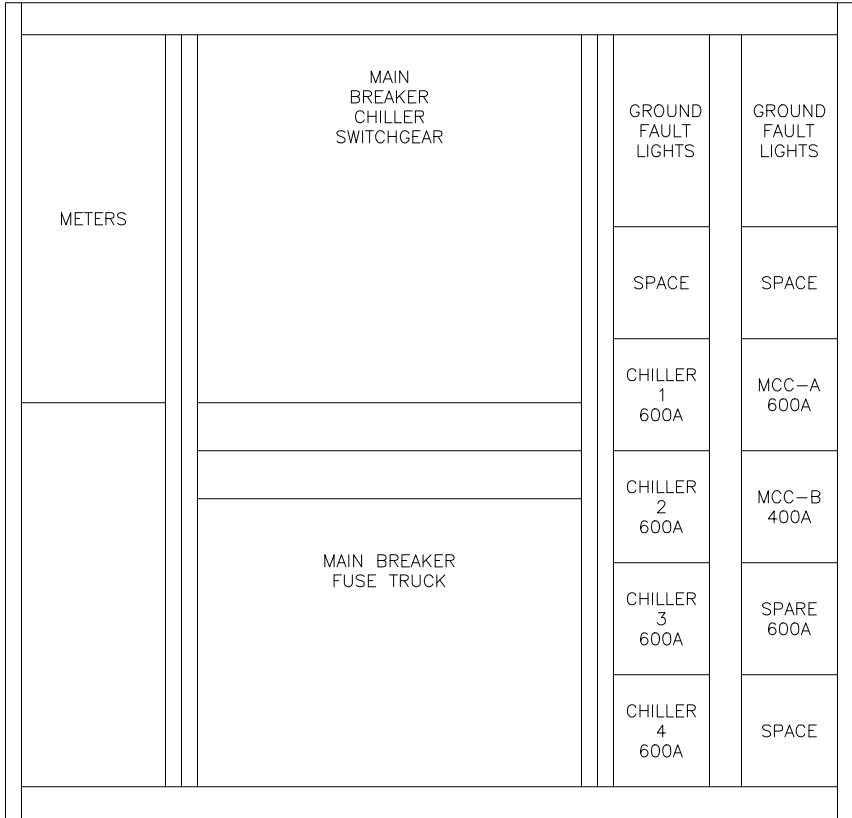 METERS
MAIN
BREAKER
CHILLER
SWITCHGEAR
MAIN BREAKER
FUSE TRUCK
GROUND
FAULT
LIGHTS
SPACE
CHILLER
1
600A
CHILLER
2
600A
CHILLER
3
600A
CHILLER
4
600A
GROUND
FAULT
LIGHTS
SPACE
MCC-A
600A
MCC-B
400A
SPARE
600A
SPACE